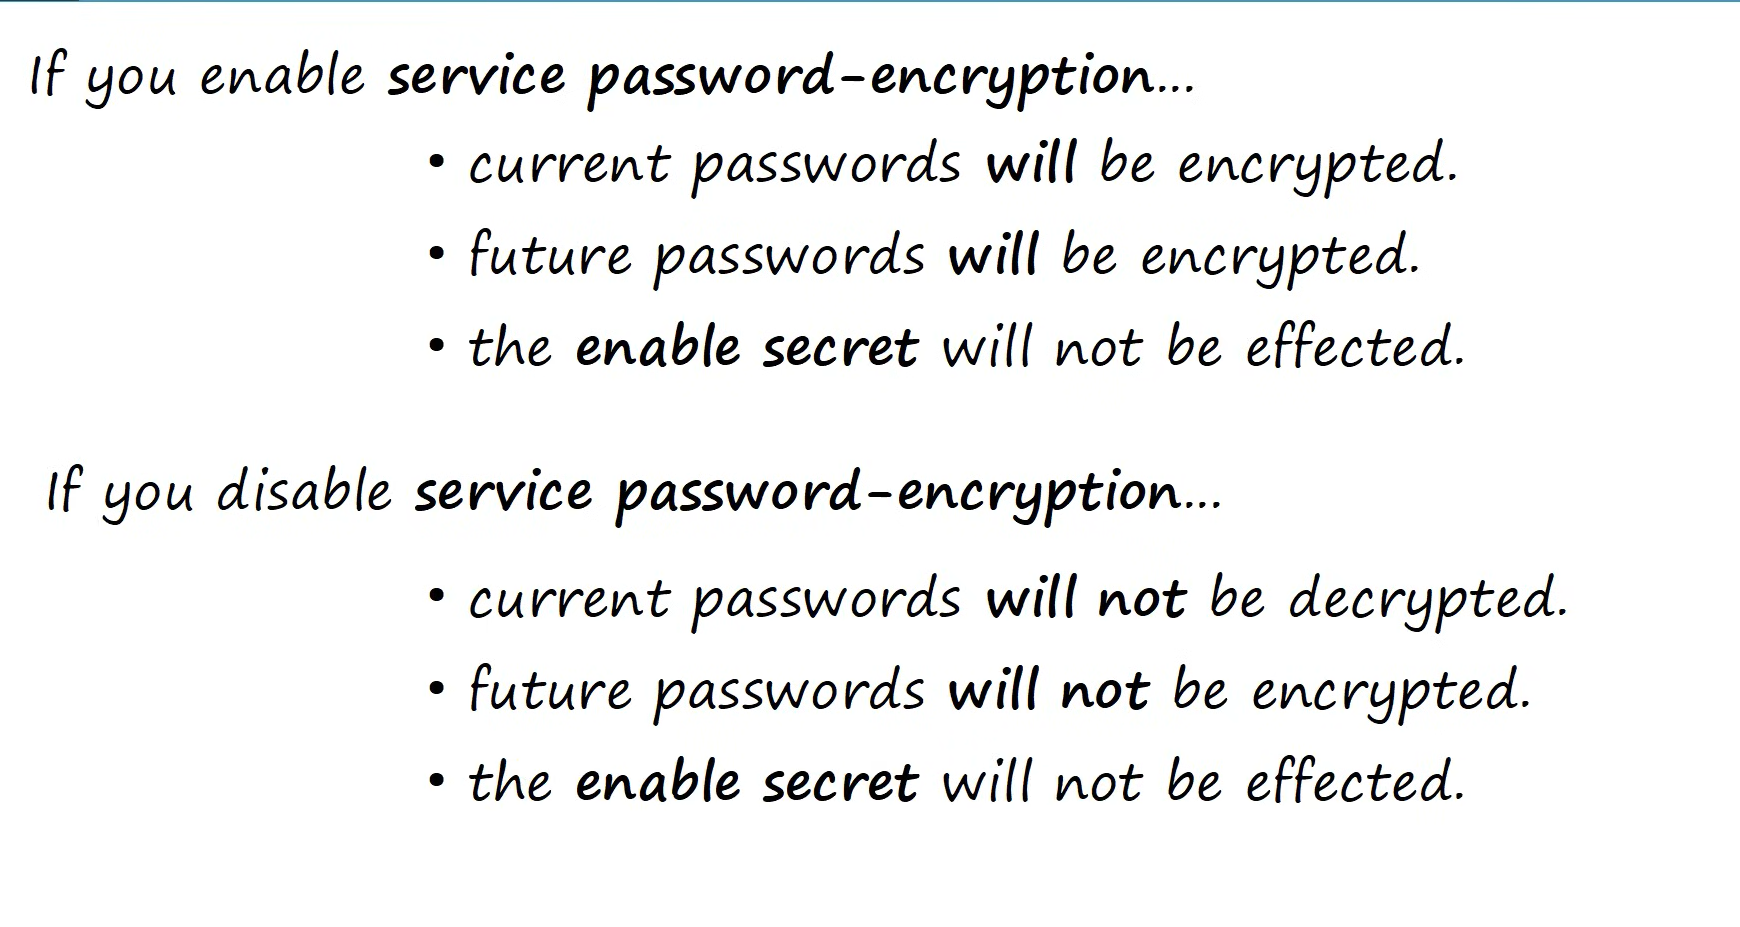 If you enable service password-encryption...
• current passwords will be encrypted.
• future passwords will be encrypted.
• the enable secret will not be effected.
If you disable service password-encryption...
• current passwords will not be decrypted.
• future passwords will not be encrypted.
• the enable secret will not be effected.